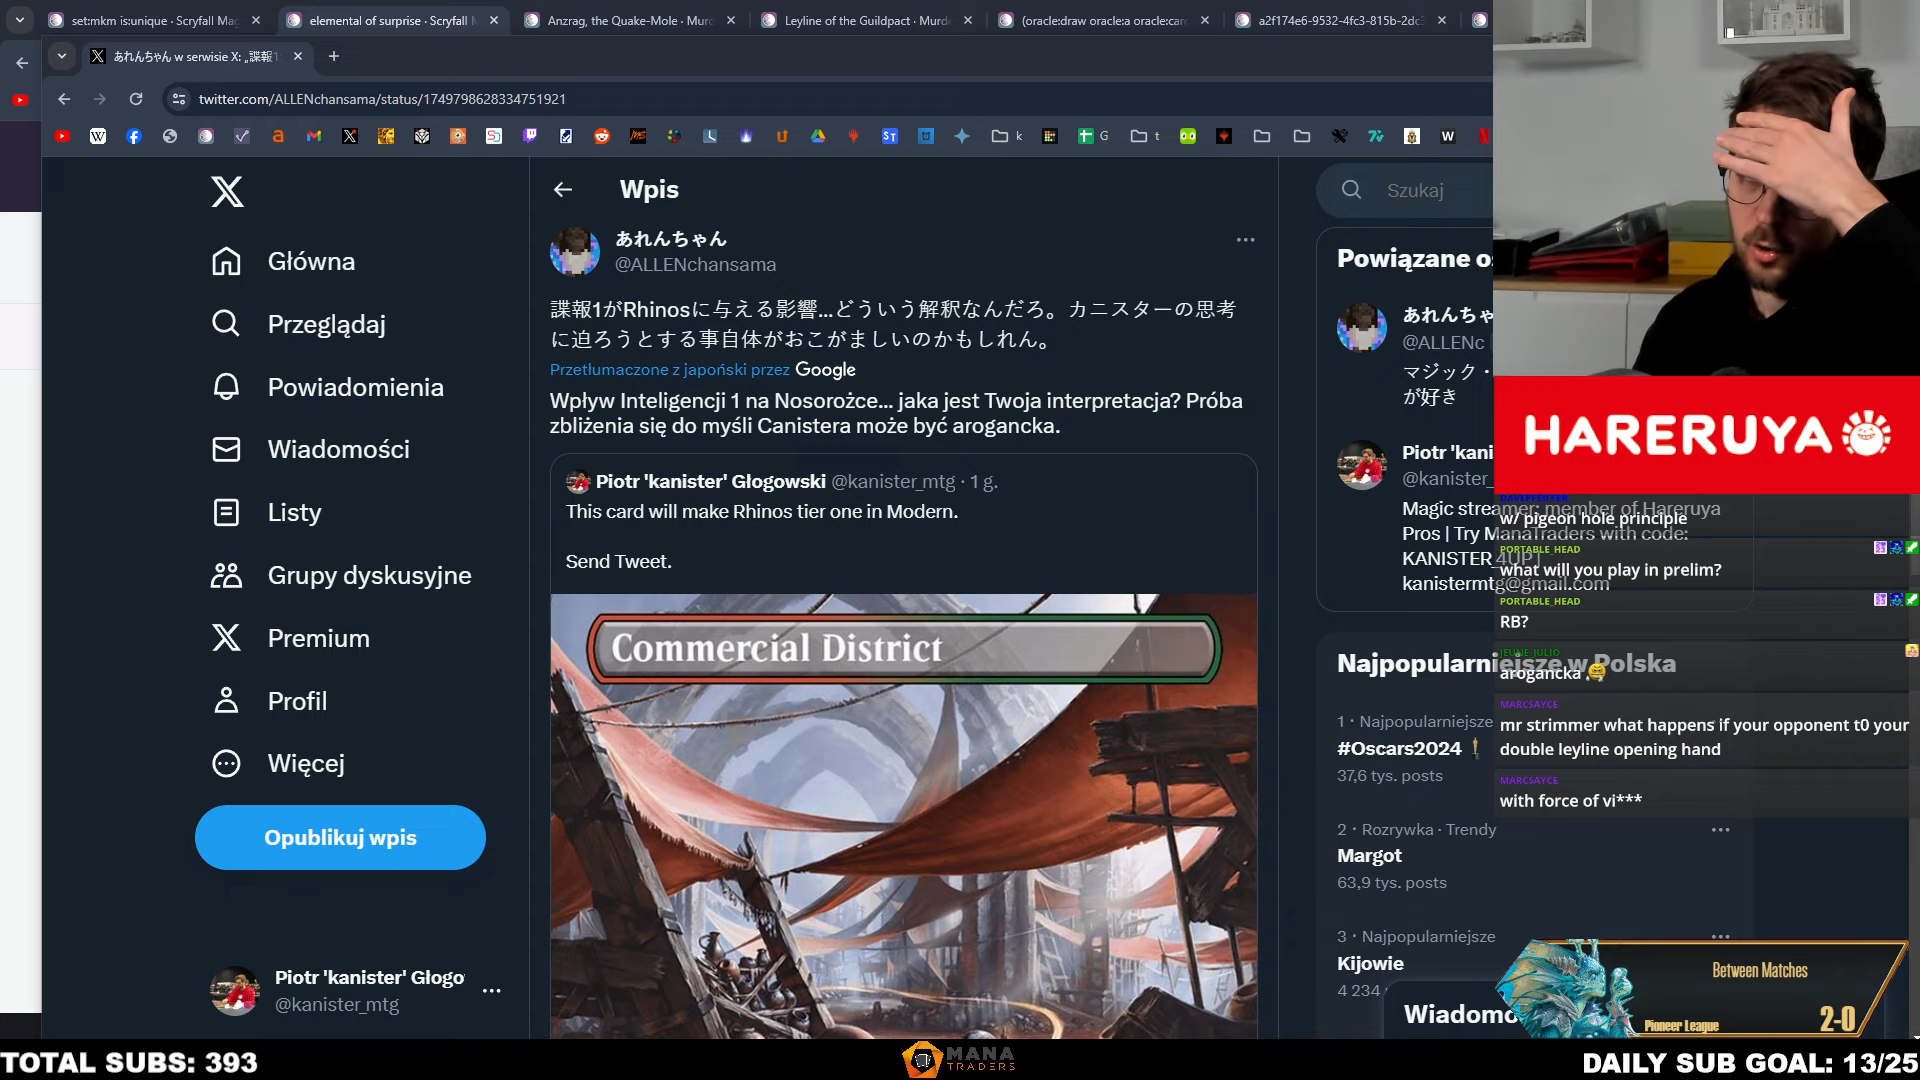 set:mkm is:unique · Scryfall Ma
elemental of surprise · Scryfall
Anzrag, the Quake-Mole · Mur
Leyline of the Guildpact · Murd
(oracle:draw oracle:a oracle:car
a2f174e6-9532-4fc3-815b-2dc
あれんちゃん w serwisie X: „諜報1
twitter.com/ALLENchansama/status/1749798628334751921
k
G
t
Główna
Przeglądaj
Powiadomienia
Wiadomości
Listy
Grupy dyskusyjne
Premium
Profil
Więcej
Opublikuj wpis
Piotr 'kanister' Głogo
@kanister_mtg
Wpis
あれんちゃん
@ALLENchansama
諜報1がRhinosに与える影響...どういう解釈なんだろ。カニスターの思考
に迫ろうとする事自体がおこがましいのかもしれん。
Przetłumaczone z japoński przez Google
Wpływ Inteligencji 1 na Nosorożce... jaka jest Twoja interpretacja? Próba
zbliżenia się do myśli Canistera może być arogancka.
Piotr 'kanister' Głogowski @kanister_mtg · 1 g.
This card will make Rhinos tier one in Modern.
Send Tweet.
Commercial District
Szukaj
Powiązane o
あれんちゃ
@ALLENc
マジック・
が好き
Piotr 'kani
@kanister_
Magic streamer; member of Hareruya
Pros | Try ManaTraders with code:
KANISTER_4UP |
kanistermtg@gmail.com
Najpopularniejsze w Polska
1 · Najpopularniejsze
#Oscars2024
37,6 tys. posts
2 · Rozrywka · Trendy
Margot
63,9 tys. posts
3 · Najpopularniejsze
Kijowie
4 234
Wiadomo
HARERUYA
w/ pigeon hole principle
PORTABLE_HEAD
what will you play in prelim?
PORTABLE_HEAD
RB?
JEUNE_JULIO
arogancka
MARCSAYCE
mr strimmer what happens if your opponent t0 your
double leyline opening hand
MARCSAYCE
with force of vi***
Between Matches
Pioneer League
2-0
TOTAL SUBS: 393
MANA
TRADERS
DAILY SUB GOAL: 13/25